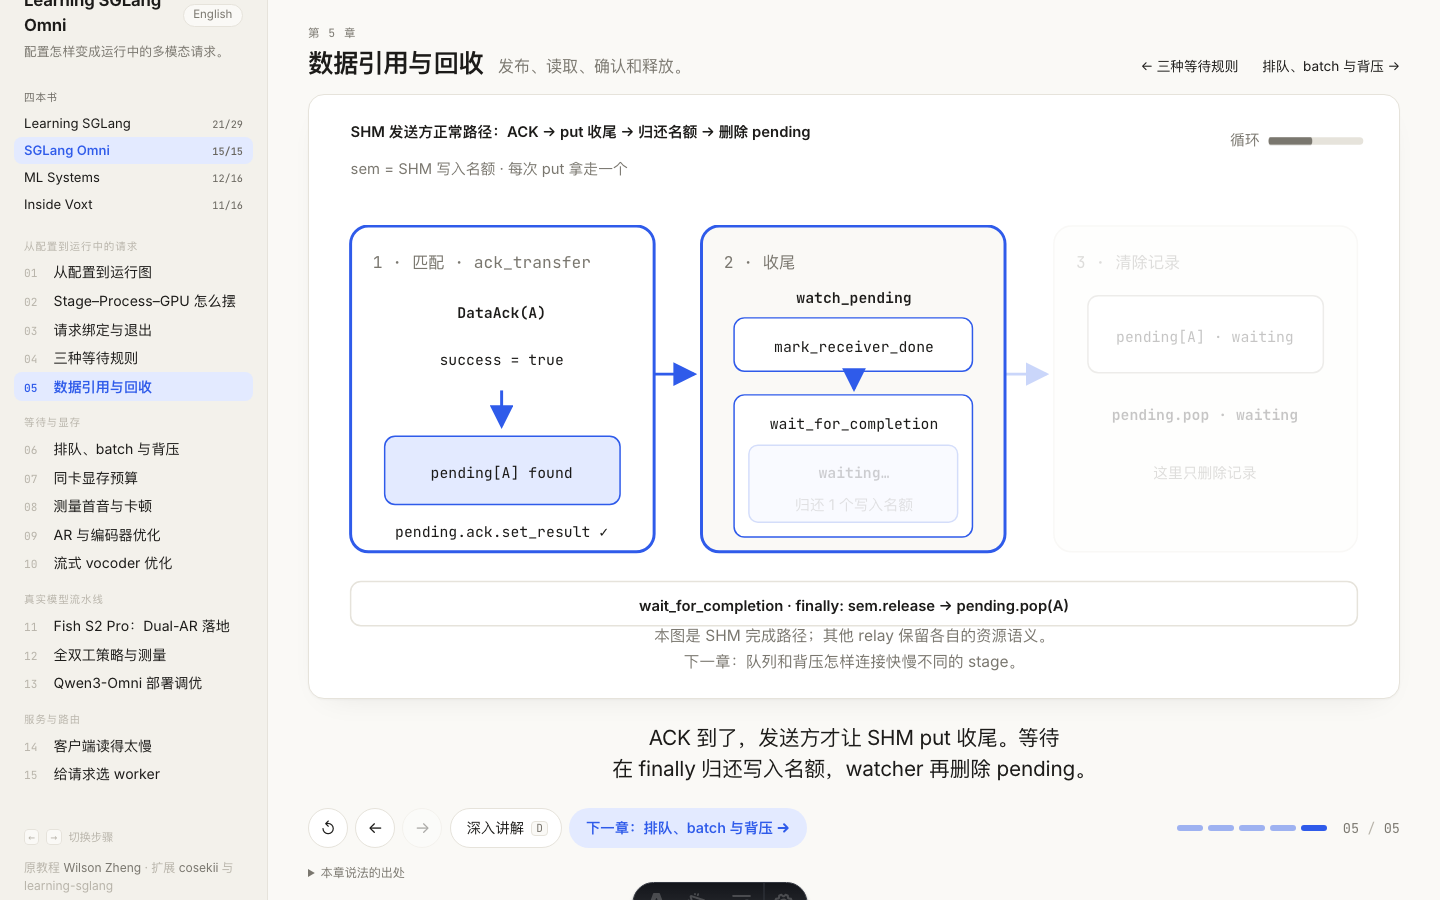 Learning SGLang
Omni
English
配置怎样变成运行中的多模态请求。
四本书
Learning SGLang 21/29
SGLang Omni 15/15
ML Systems 12/16
Inside Voxt 11/16
从配置到运行中的请求
01 从配置到运行图
02 Stage–Process–GPU 怎么摆
03 请求绑定与退出
04 三种等待规则
05 数据引用与回收
等待与显存
06 排队、batch 与背压
07 同卡显存预算
08 测量首音与卡顿
09 AR 与编码器优化
10 流式 vocoder 优化
真实模型流水线
11 Fish S2 Pro：Dual-AR 落地
12 全双工策略与测量
13 Qwen3-Omni 部署调优
服务与路由
14 客户端读得太慢
15 给请求选 worker
← → 切换步骤
原教程 Wilson Zheng · 扩展 cosekii 与
learning-sglang
第 5 章
数据引用与回收 发布、读取、确认和释放。
← 三种等待规则 排队、batch 与背压 →
SHM 发送方正常路径：ACK → put 收尾 → 归还名额 → 删除 pending
循环
sem = SHM 写入名额 · 每次 put 拿走一个
1 · 匹配 · ack_transfer
DataAck(A)
success = true
pending[A] found
pending.ack.set_result ✓
2 · 收尾
watch_pending
mark_receiver_done
wait_for_completion
waiting…
归还 1 个写入名额
3 · 清除记录
pending[A] · waiting
pending.pop · waiting
这里只删除记录
wait_for_completion · finally: sem.release → pending.pop(A)
本图是 SHM 完成路径；其他 relay 保留各自的资源语义。
下一章：队列和背压怎样连接快慢不同的 stage。
ACK 到了，发送方才让 SHM put 收尾。等待
在 finally 归还写入名额，watcher 再删除 pending。
深入讲解 D
下一章：排队、batch 与背压 →
05 / 05
▶ 本章说法的出处